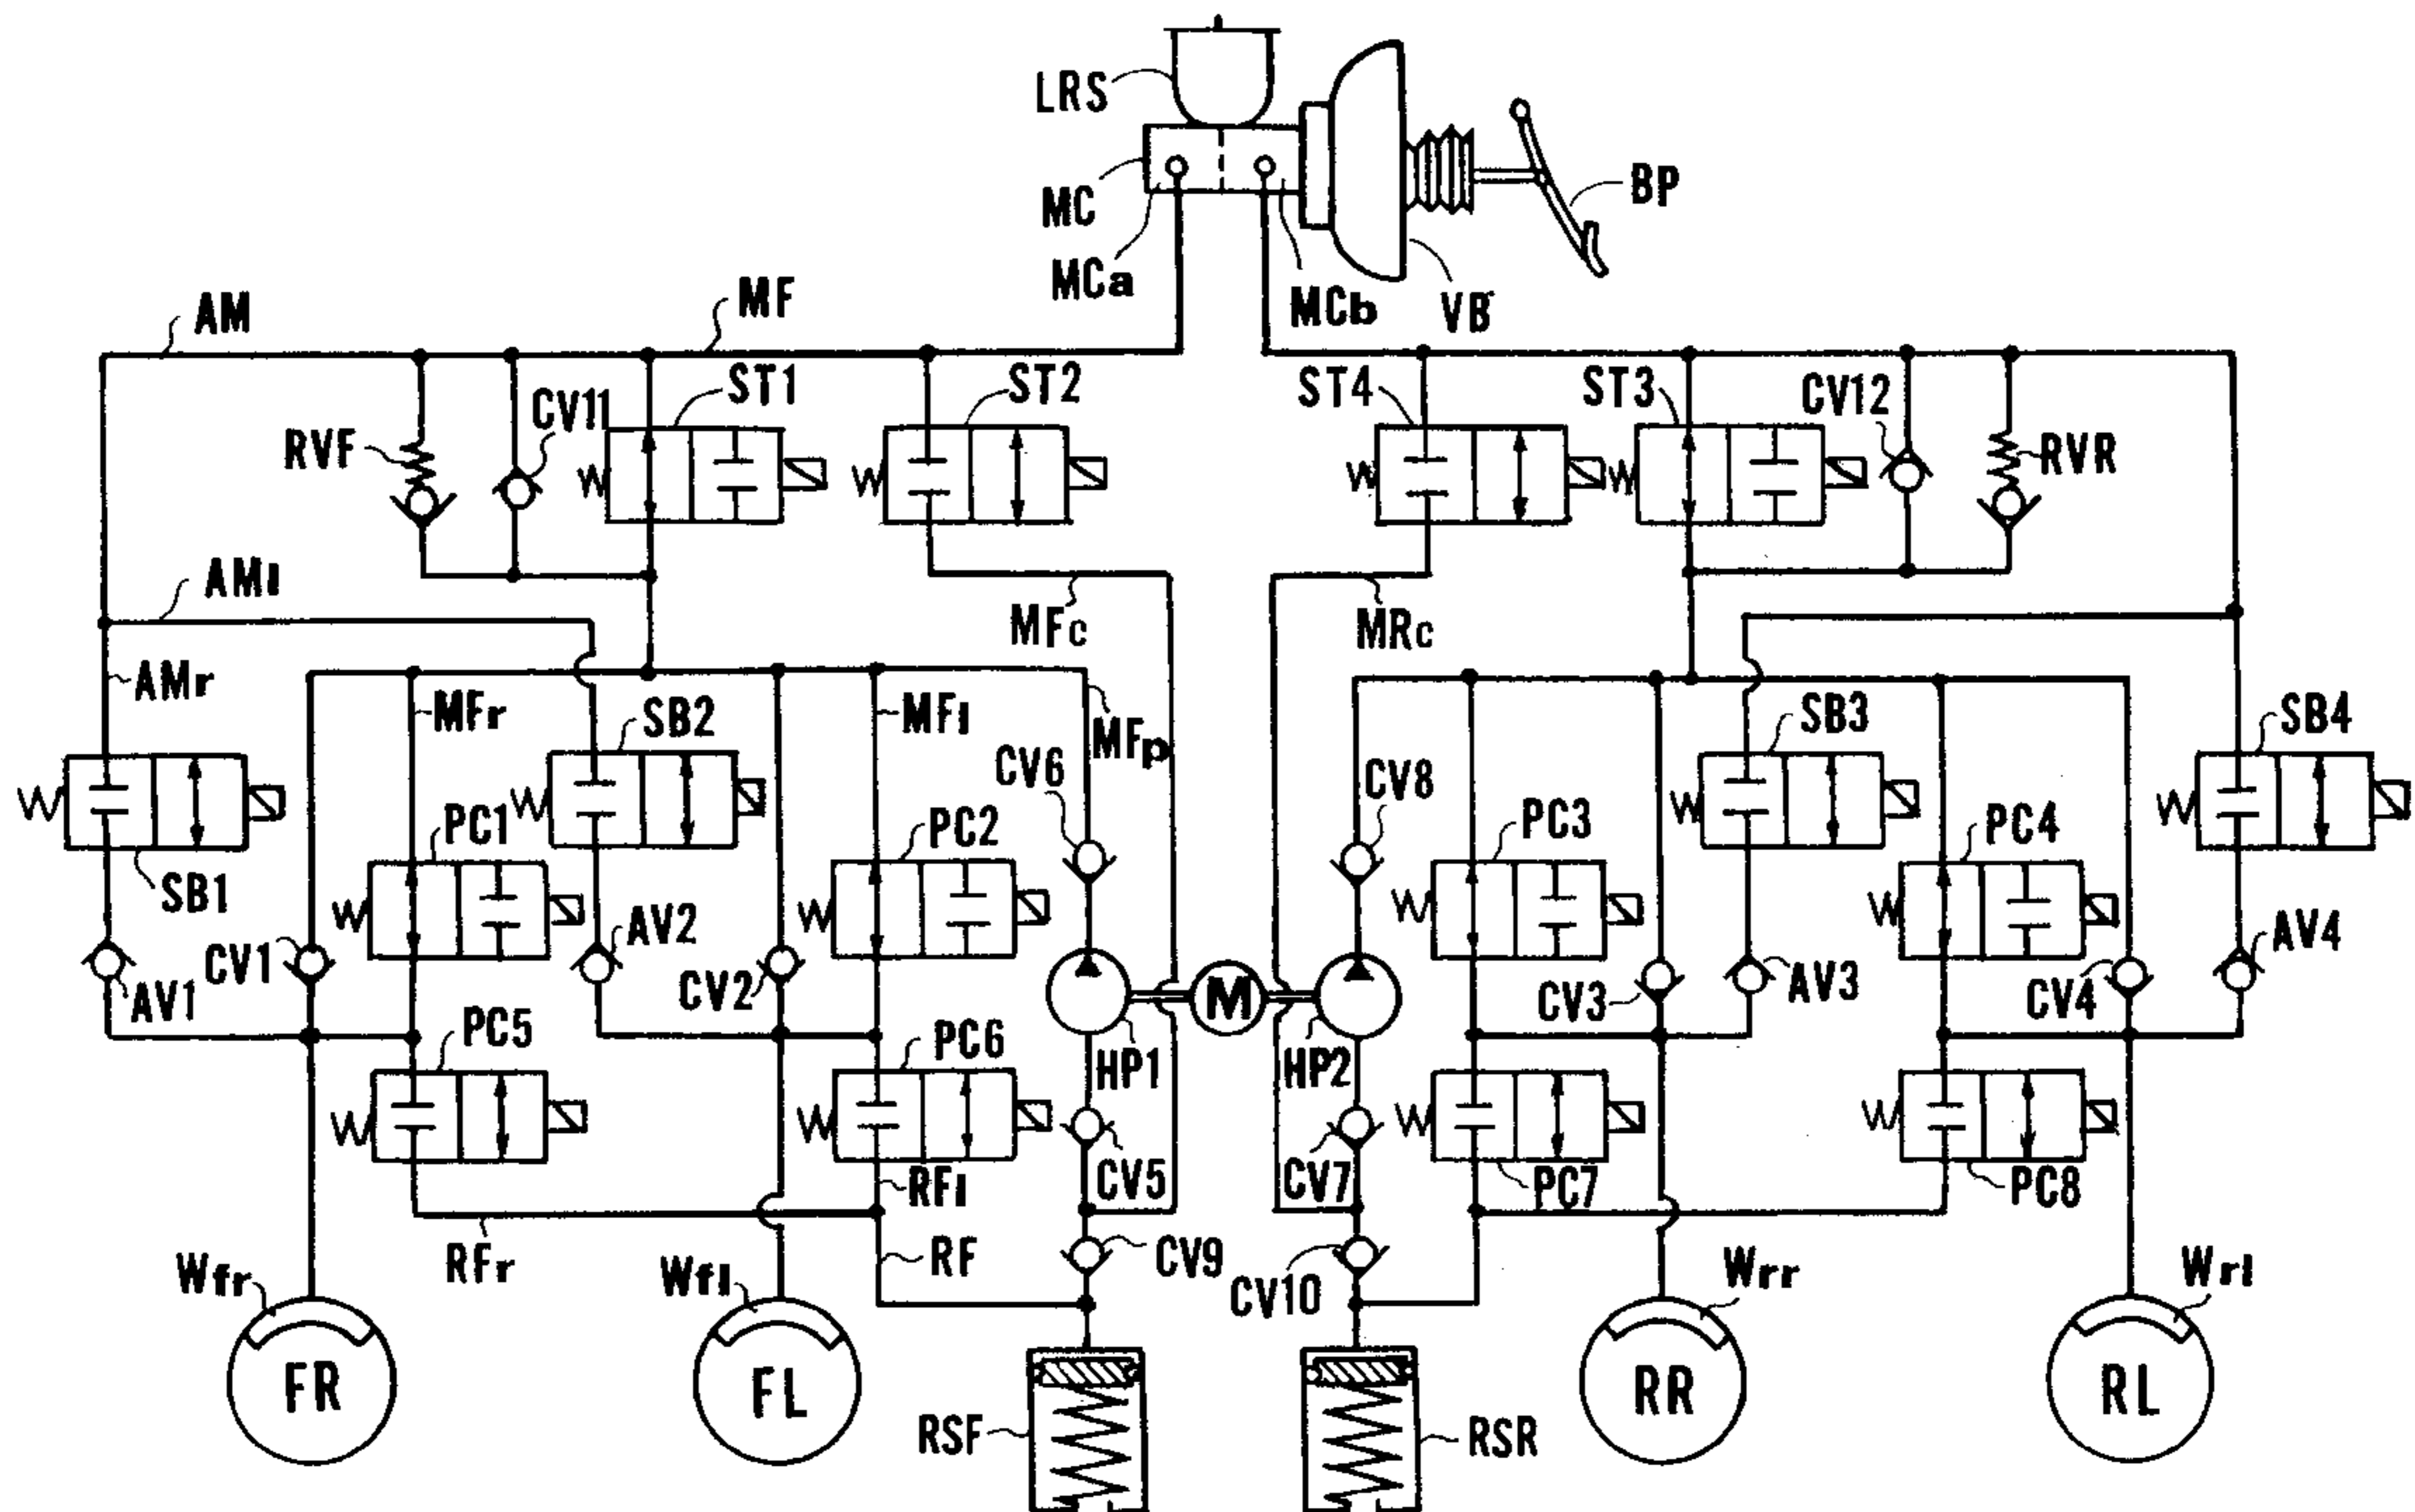 LRS
MC
BP
MCa
MCb
VB
AM
MF
ST1
ST2
ST4
ST3
CV11
CV12
RVF
RVR
AMl
MFc
MRc
AMr
MFr
SB2
MFl
MFp
SB3
SB4
CV6
CV8
PC1
PC2
PC3
PC4
SB1
CV1
AV2
CV2
AV1
M
CV3
AV3
CV4
AV4
PC5
PC6
HP1
HP2
RFl
CV5
CV7
PC7
PC8
RFr
RF
CV9
CV10
Wfr
Wfl
Wrr
Wrl
FR
FL
RR
RL
RSF
RSR